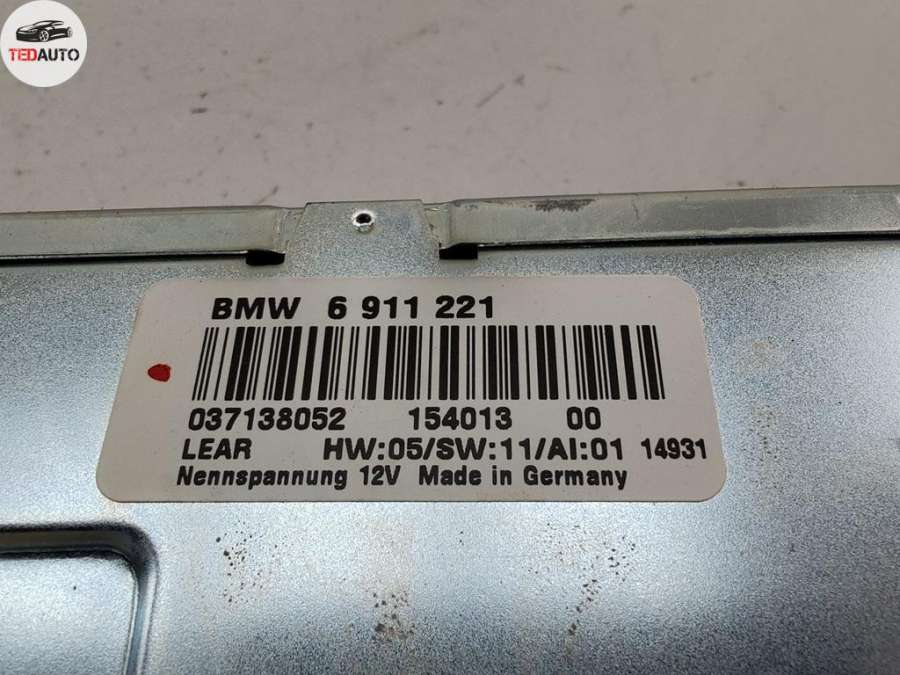 TEDAUTO
BMW 6 911 221
037138052 154013 00
LEAR HW:05/SW:11/AI:01 14931
Nennspannung 12V Made in Germany